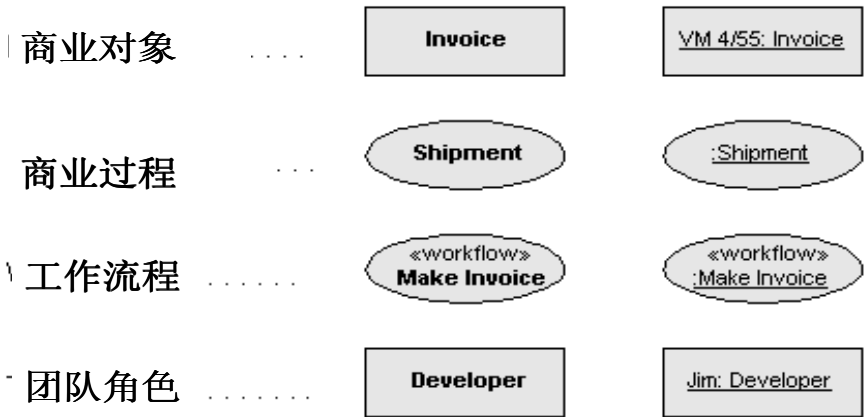 商业对象 . . . . Invoice VM 4/55: Invoice
商业过程 . . . Shipment :Shipment
«workflow» «workflow»
工作流程 . . . . . . Make Invoice :Make Invoice
团队角色 . . . . . . . Developer Jim: Developer